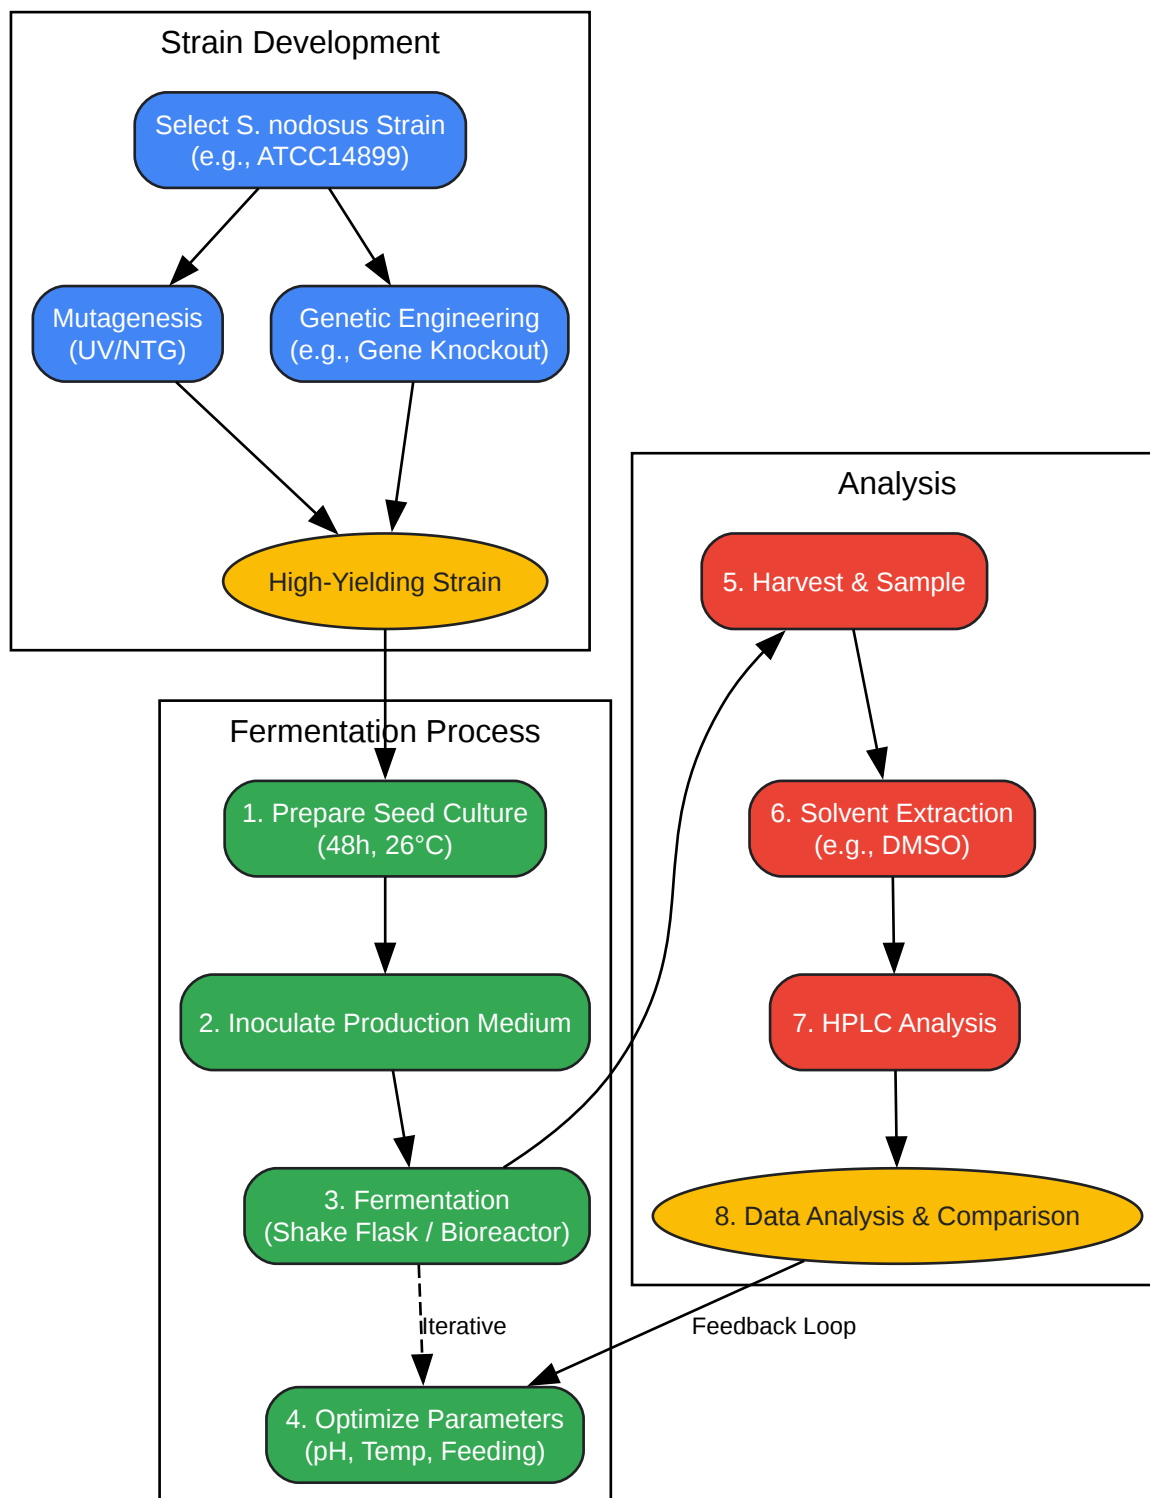 Strain Development
Select S. nodosus Strain
(e.g., ATCC14899)
Mutagenesis
(UV/NTG)
Genetic Engineering
(e.g., Gene Knockout)
High-Yielding Strain
Fermentation Process
1. Prepare Seed Culture
(48h, 26°C)
2. Inoculate Production Medium
3. Fermentation
(Shake Flask / Bioreactor)
Iterative
4. Optimize Parameters
(pH, Temp, Feeding)
Analysis
5. Harvest & Sample
6. Solvent Extraction
(e.g., DMSO)
7. HPLC Analysis
8. Data Analysis & Comparison
Feedback Loop